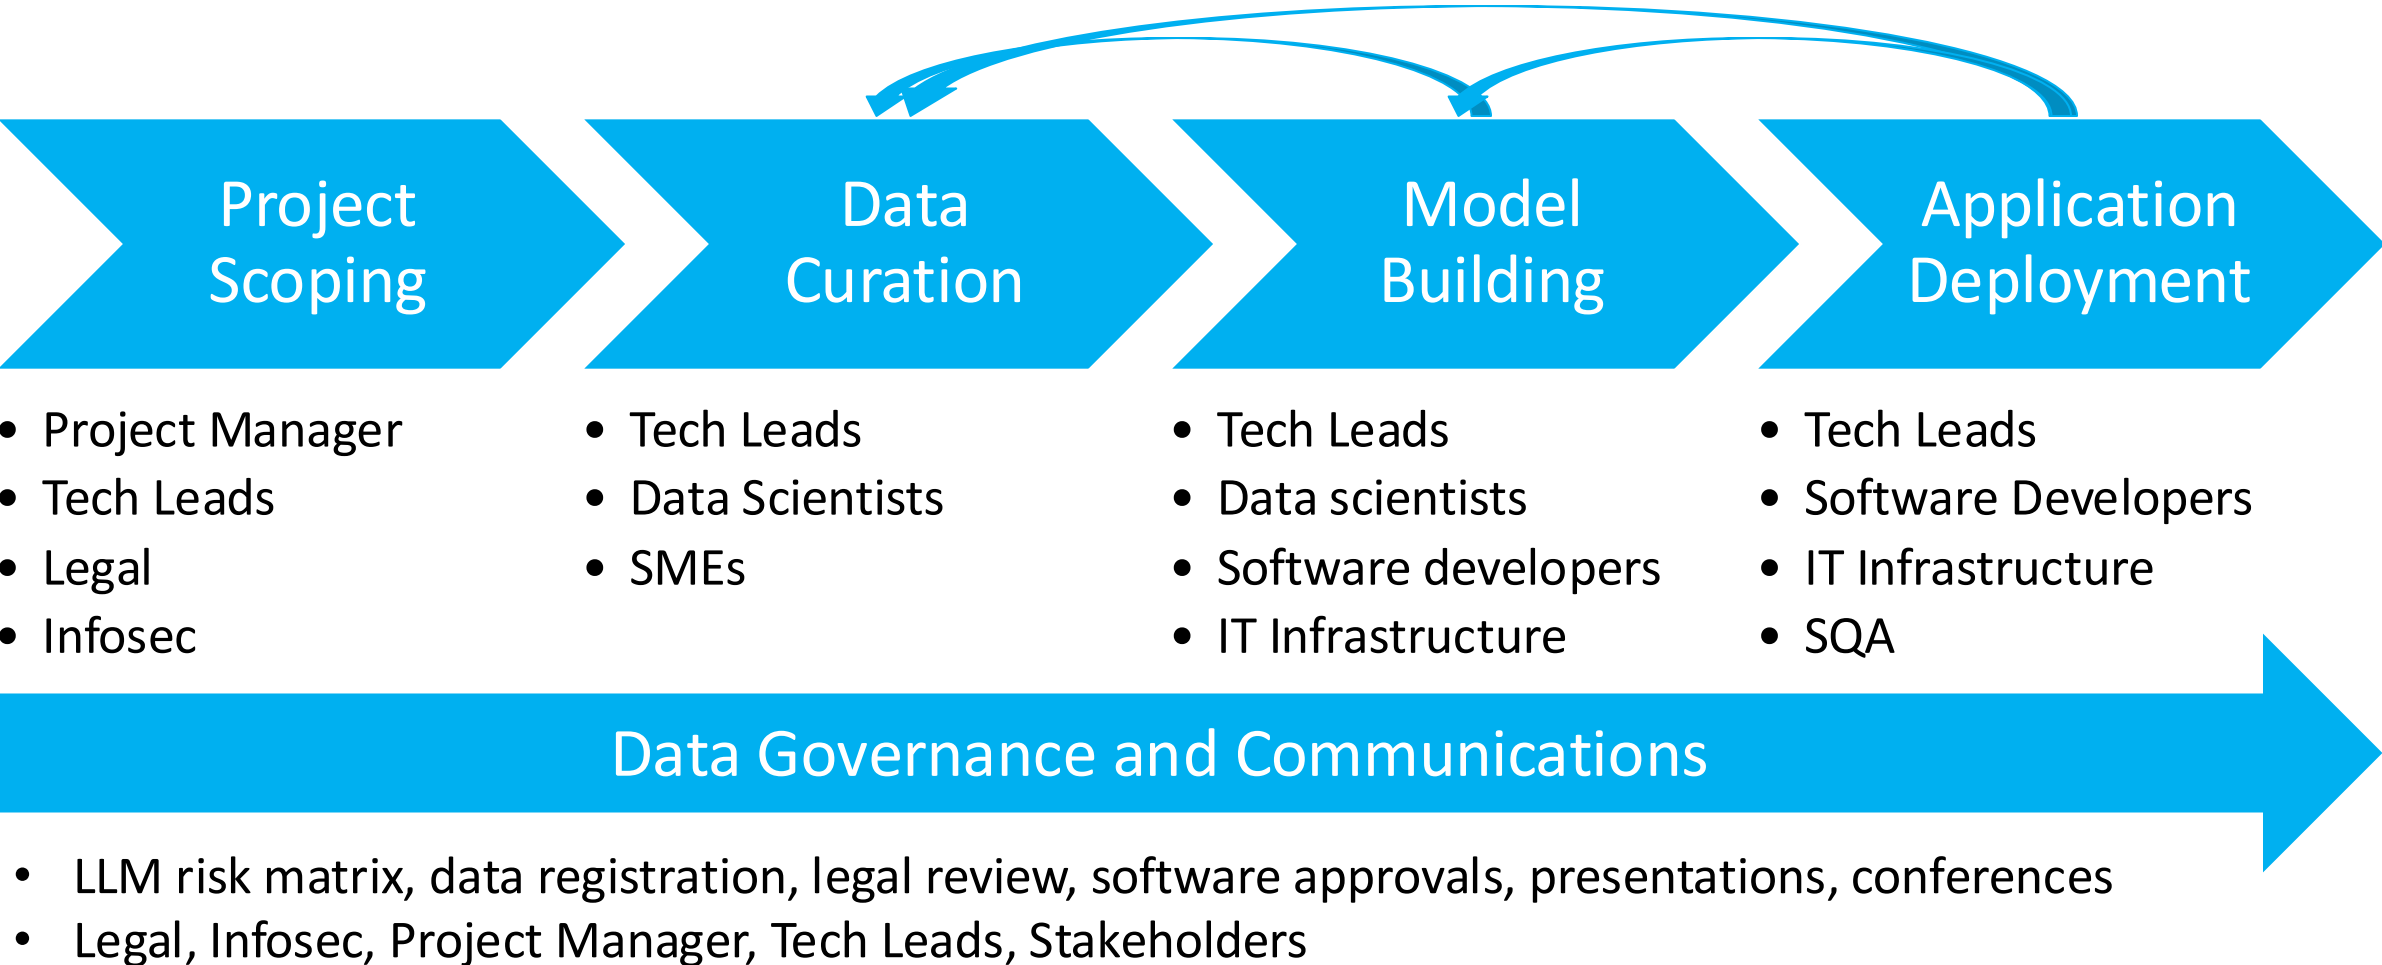 Project
Scoping
Data
Curation
Model
Building
Application
Deployment
• Project Manager
• Tech Leads
• Legal
• Infosec
• Tech Leads
• Data Scientists
• SMEs
• Tech Leads
• Data scientists
• Software developers
• IT Infrastructure
• Tech Leads
• Software Developers
• IT Infrastructure
• SQA
Data Governance and Communications
• LLM risk matrix, data registration, legal review, software approvals, presentations, conferences
• Legal, Infosec, Project Manager, Tech Leads, Stakeholders